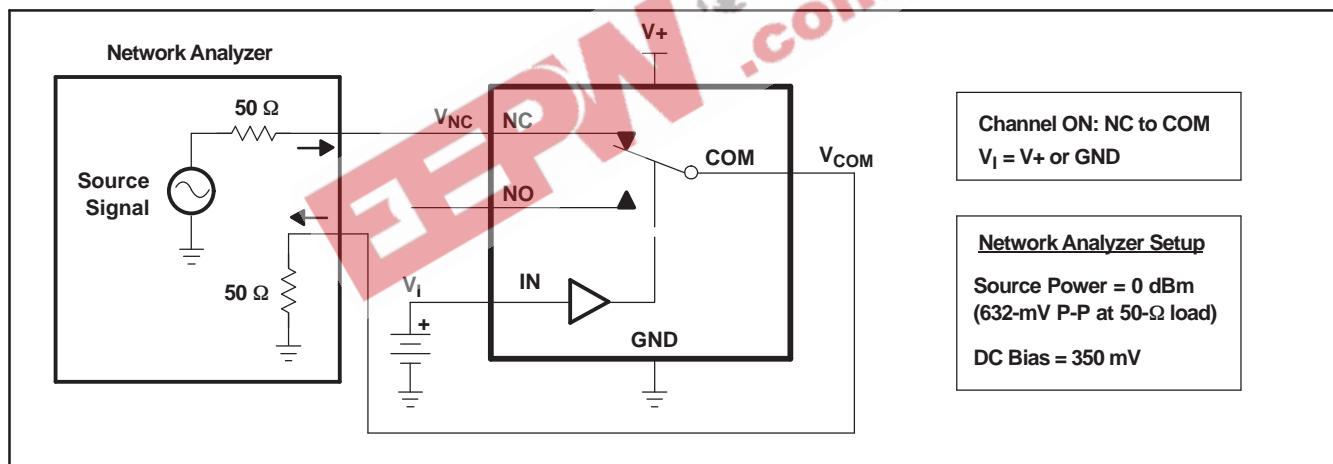 Network Analyzer
50 Ω
Source
Signal
50 Ω
V+
VNC
NC
COM
VCOM
NO
Vi
IN
+
GND
EEPW
.com
Channel ON: NC to COM
VI = V+ or GND
Network Analyzer Setup
Source Power = 0 dBm
(632-mV P-P at 50-Ω load)
DC Bias = 350 mV